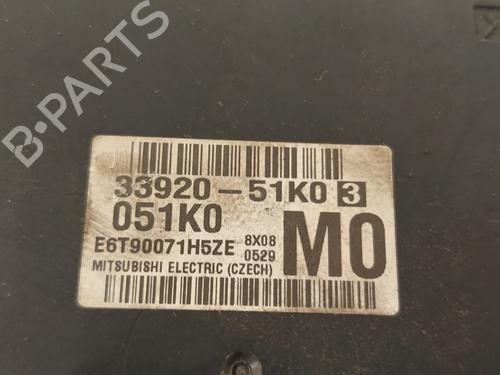 B-PARTS
33920-51K0 3
051K0
E6T90071H5ZE
8X08
0529
M0
MITSUBISHI ELECTRIC (CZECH)